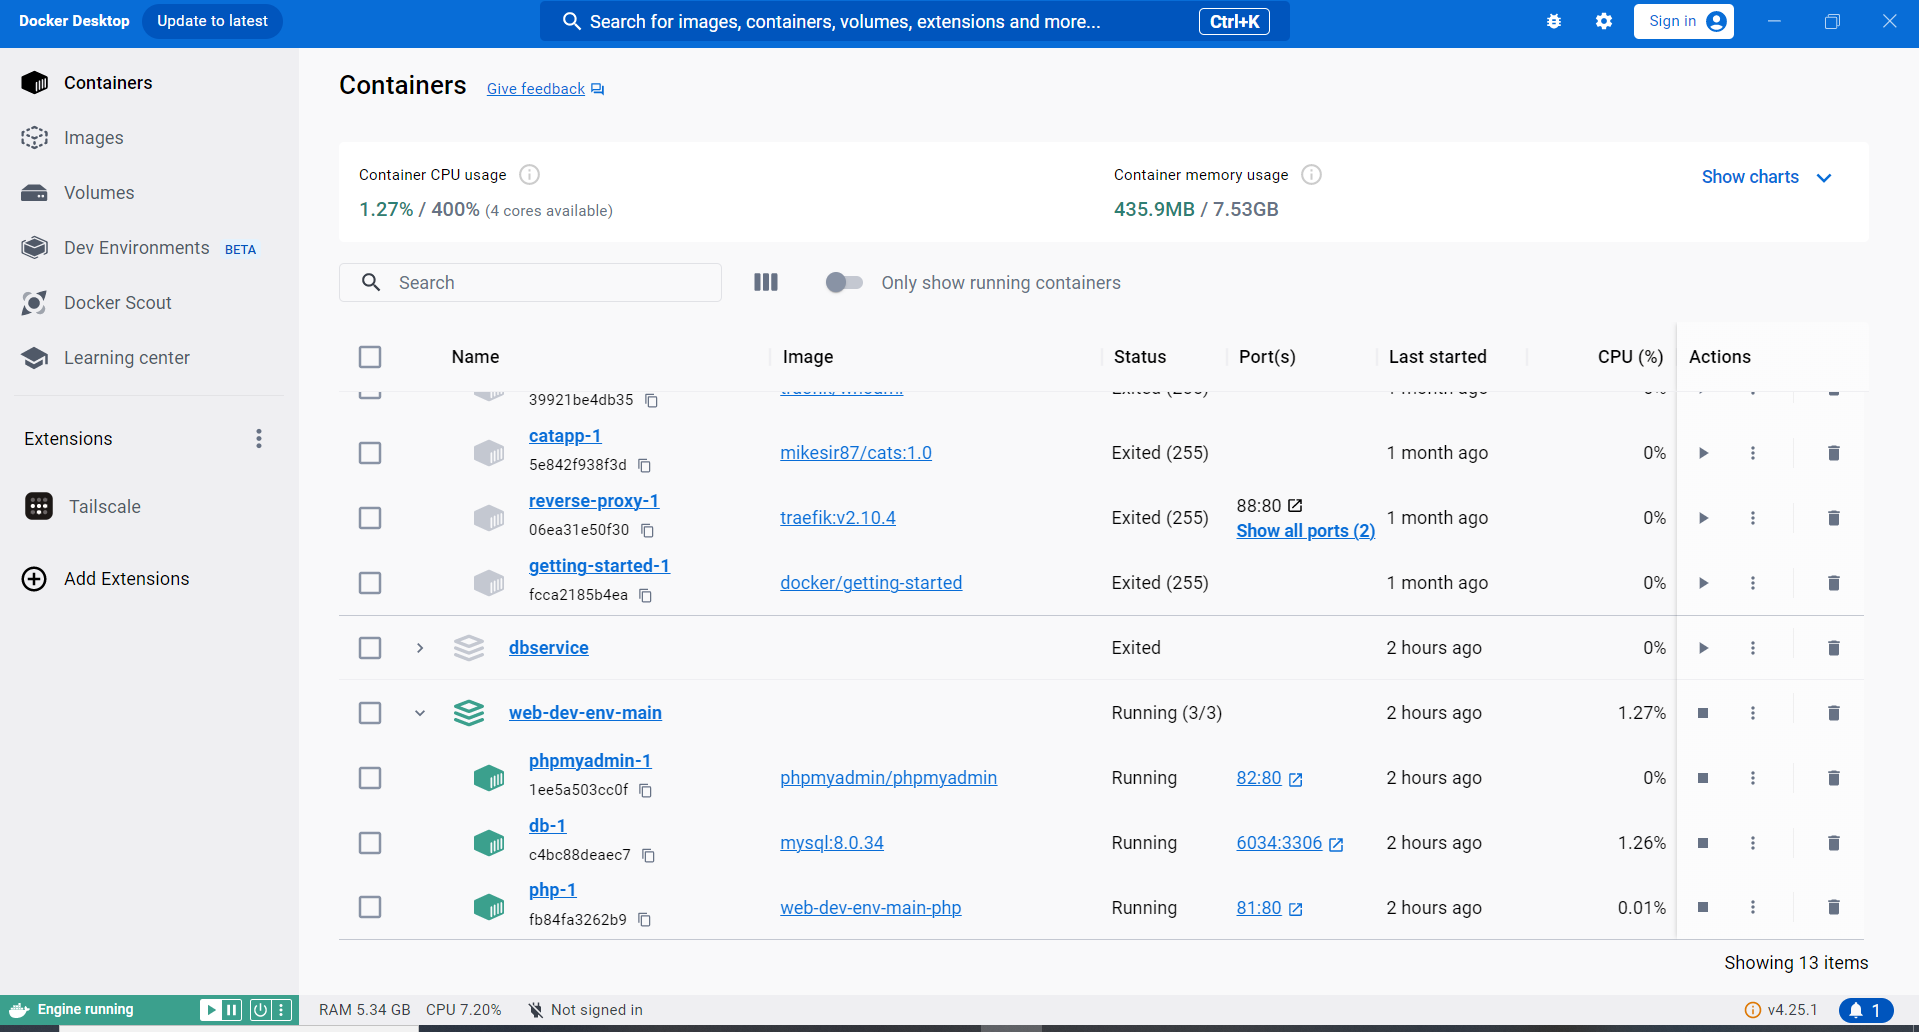 Docker Desktop Update to latest Search for images, containers, volumes, extensions and more... Ctrl+K Sign in
Containers
Images
Volumes
Dev Environments BETA
Docker Scout
Learning center
Extensions
Tailscale
Add Extensions
Containers Give feedback
Container CPU usage
1.27% / 400% (4 cores available)
Container memory usage
435.9MB / 7.53GB
Show charts
Search Only show running containers
Name Image Status Port(s) Last started CPU (%) Actions
39921be4db35
catapp-1
5e842f938f3d
mikesir87/cats:1.0 Exited (255) 1 month ago 0%
reverse-proxy-1
06ea31e50f30
traefik:v2.10.4 Exited (255)
88:80
Show all ports (2)
1 month ago 0%
getting-started-1
fcca2185b4ea
docker/getting-started Exited (255) 1 month ago 0%
dbservice Exited 2 hours ago 0%
web-dev-env-main Running (3/3) 2 hours ago 1.27%
phpmyadmin-1
1ee5a503cc0f
phpmyadmin/phpmyadmin Running 82:80 2 hours ago 0%
db-1
c4bc88deaec7
mysql:8.0.34 Running 6034:3306 2 hours ago 1.26%
php-1
fb84fa3262b9
web-dev-env-main-php Running 81:80 2 hours ago 0.01%
Showing 13 items
Engine running RAM 5.34 GB CPU 7.20% Not signed in v4.25.1 1